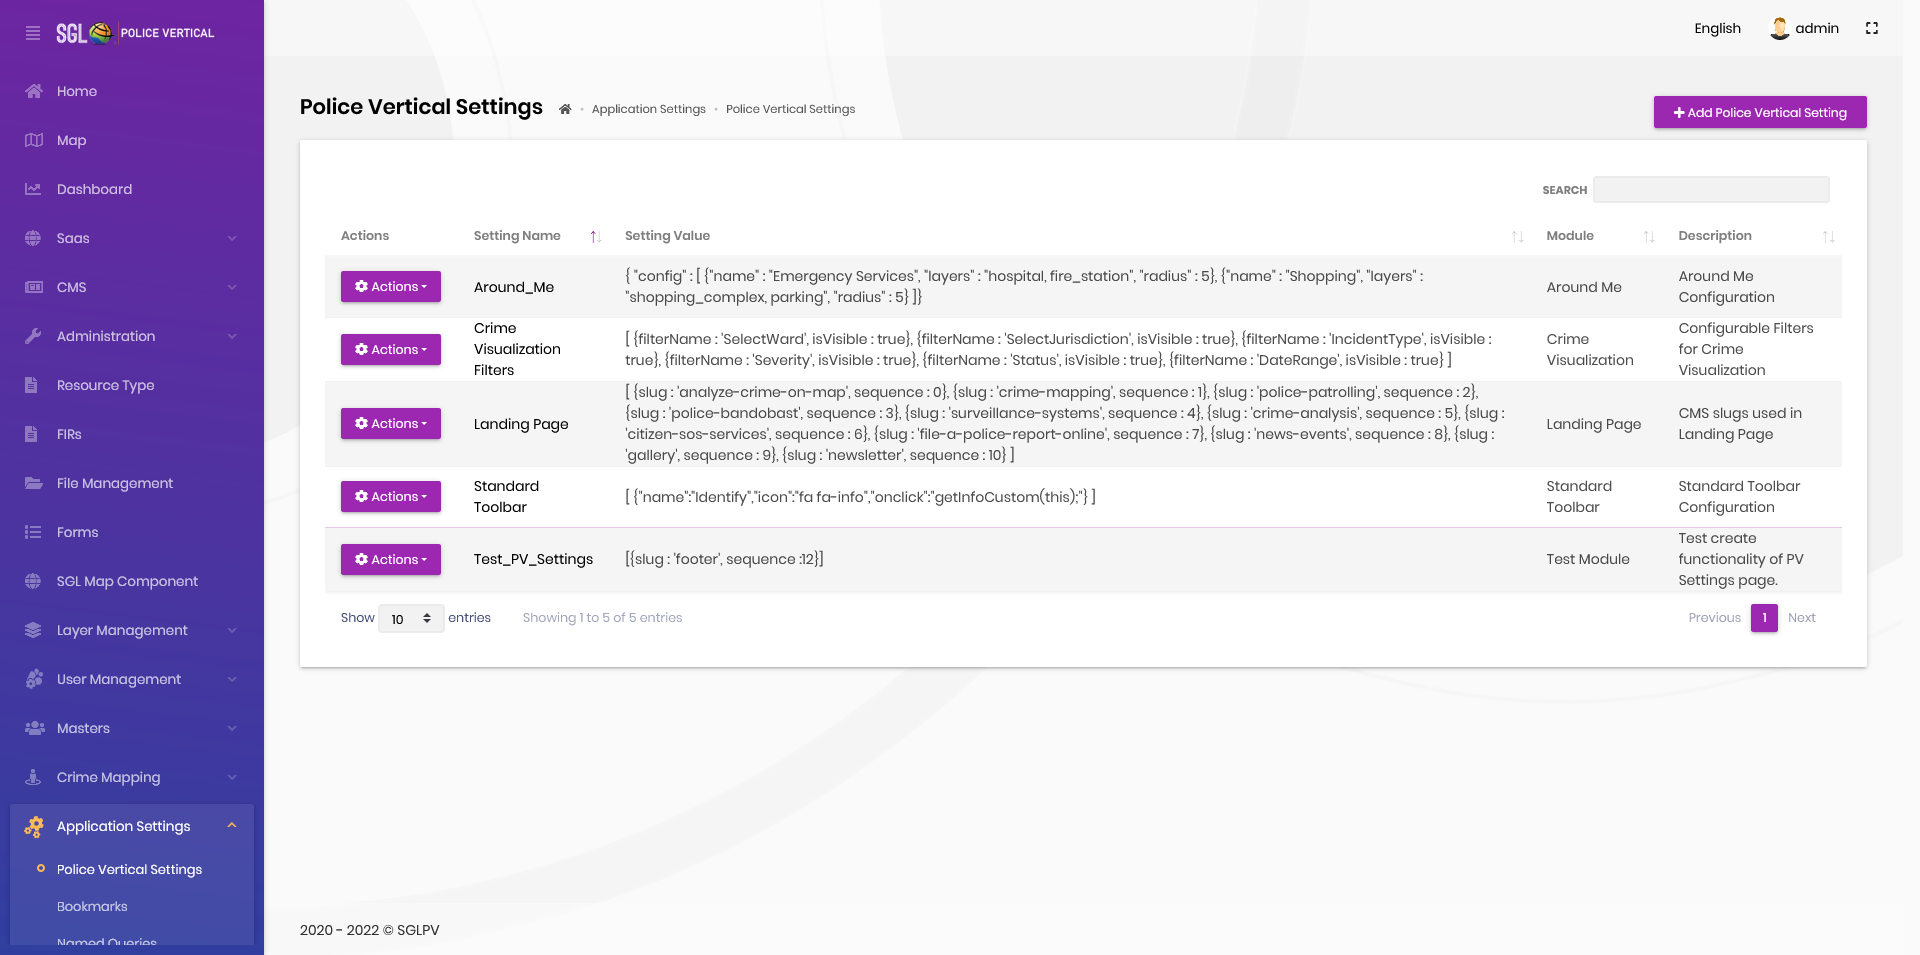 SGL POLICE VERTICAL
English
admin
Home
Map
Dashboard
Saas
CMS
Administration
Resource Type
FIRs
File Management
Forms
SGL Map Component
Layer Management
User Management
Masters
Crime Mapping
Application Settings
Police Vertical Settings
Bookmarks
Named Queries
Police Vertical Settings
Application Settings
Police Vertical Settings
Add Police Vertical Setting
SEARCH
Actions Setting Name Setting Value Module Description
Actions
Around_Me
{ "config" : [ {"name" : "Emergency Services", "layers" : "hospital, fire_station", "radius" : 5}, {"name" : "Shopping", "layers" :
"shopping_complex, parking", "radius" : 5} ]}
Around Me
Around Me
Configuration
Actions
Crime
Visualization
Filters
[ {filterName : 'SelectWard', isVisible : true}, {filterName : 'SelectJurisdiction', isVisible : true}, {filterName : 'IncidentType', isVisible :
true}, {filterName : 'Severity', isVisible : true}, {filterName : 'Status', isVisible : true}, {filterName : 'DateRange', isVisible : true} ]
Crime
Visualization
Configurable Filters
for Crime
Visualization
Actions
Landing Page
[ {slug : 'analyze-crime-on-map', sequence : 0}, {slug : 'crime-mapping', sequence : 1}, {slug : 'police-patrolling', sequence : 2},
{slug : 'police-bandobast', sequence : 3}, {slug : 'surveillance-systems', sequence : 4}, {slug : 'crime-analysis', sequence : 5}, {slug :
'citizen-sos-services', sequence : 6}, {slug : 'file-a-police-report-online', sequence : 7}, {slug : 'news-events', sequence : 8}, {slug :
'gallery', sequence : 9}, {slug : 'newsletter', sequence : 10} ]
Landing Page
CMS slugs used in
Landing Page
Actions
Standard
Toolbar
[ {"name":"Identify","icon":"fa fa-info","onclick":"getInfoCustom(this);"} ]
Standard
Toolbar
Standard Toolbar
Configuration
Actions
Test_PV_Settings
[{slug : 'footer', sequence :12}]
Test Module
Test create
functionality of PV
Settings page.
Show 10 entries
Showing 1 to 5 of 5 entries
Previous 1 Next
2020 - 2022 © SGLPV